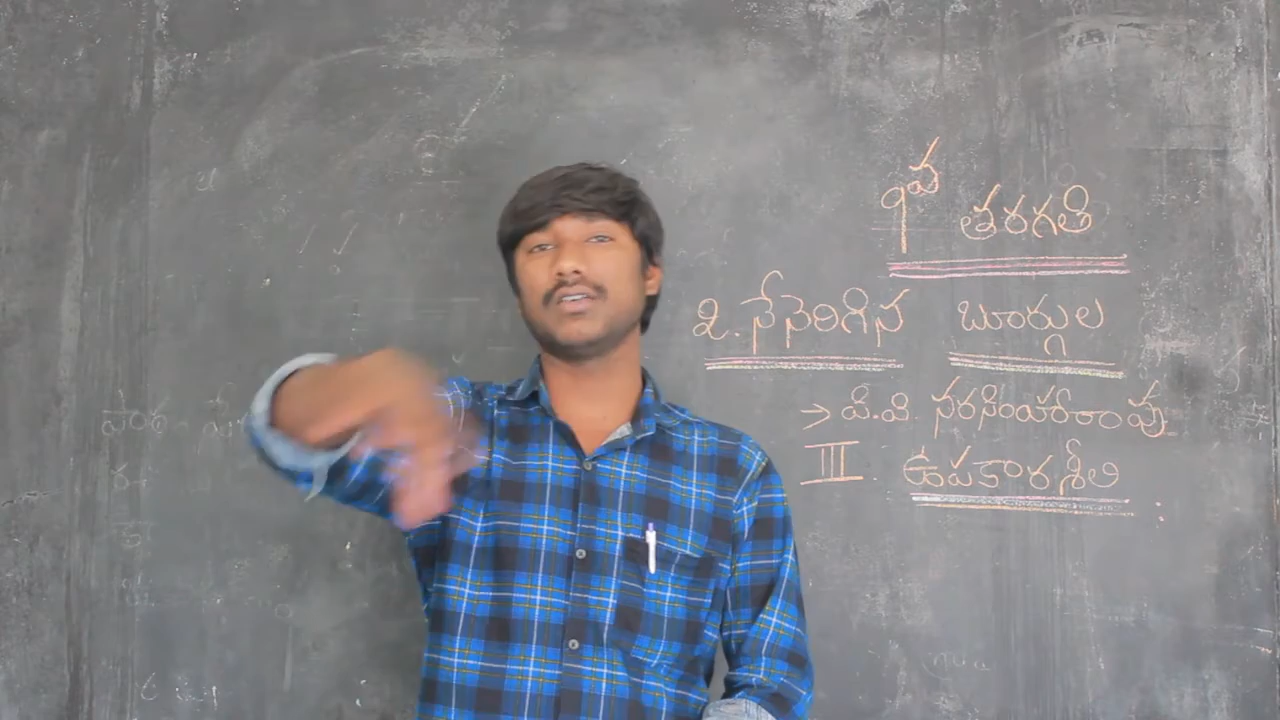 9వ తరగతి
2. నేనెరిగిన బూర్గుల
→ పి.వి. నరసింహారావు
III. ఉపకారశీలి :